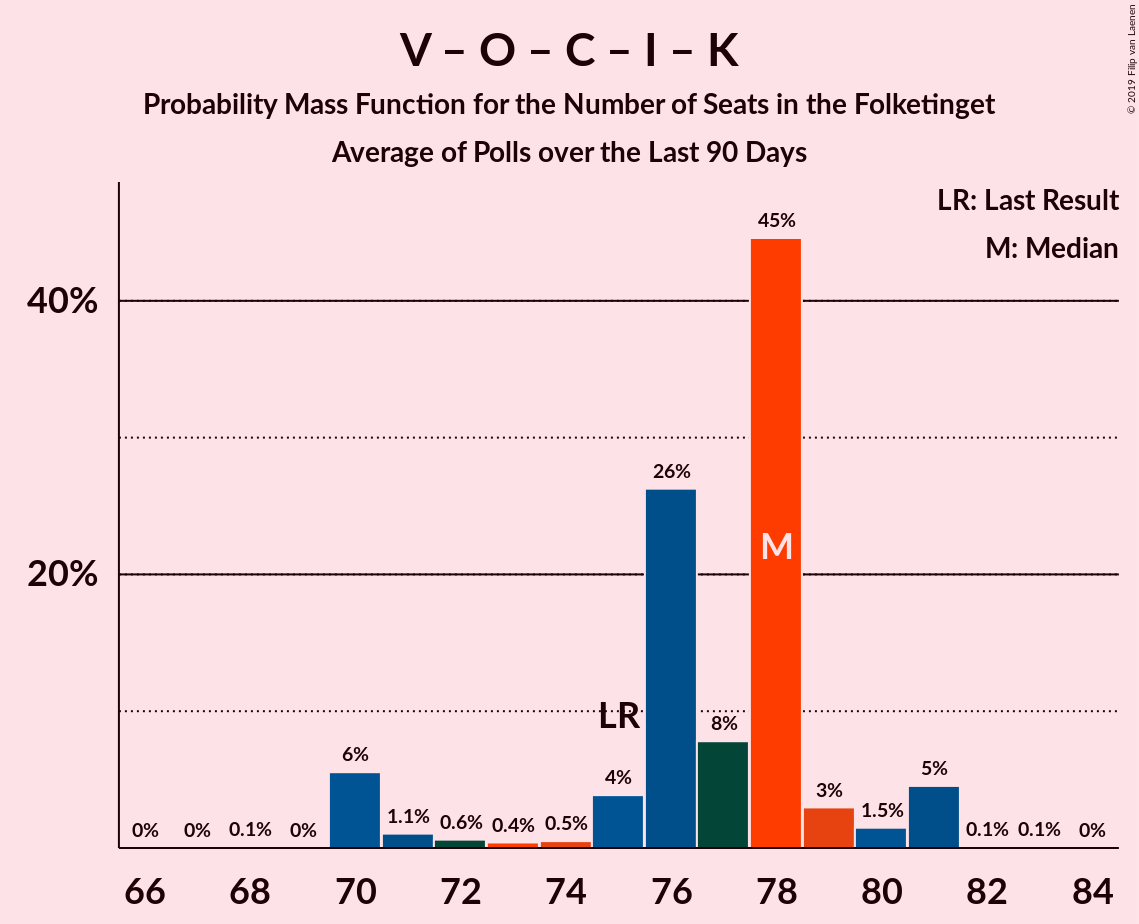 V – O – C – I – K
Probability Mass Function for the Number of Seats in the Folketinget
Average of Polls over the Last 90 Days
© 2019 Filip van Laenen
LR: Last Result
M: Median
45%
40%
26%
M
20%
LR
8%
6%
4%
5%
3%
0%
0%
0.1%
0%
1.1%
0.6%
0.4%
0.5%
1.5%
0.1%
0.1%
0%
66 68 70 72 74 76 78 80 82 84